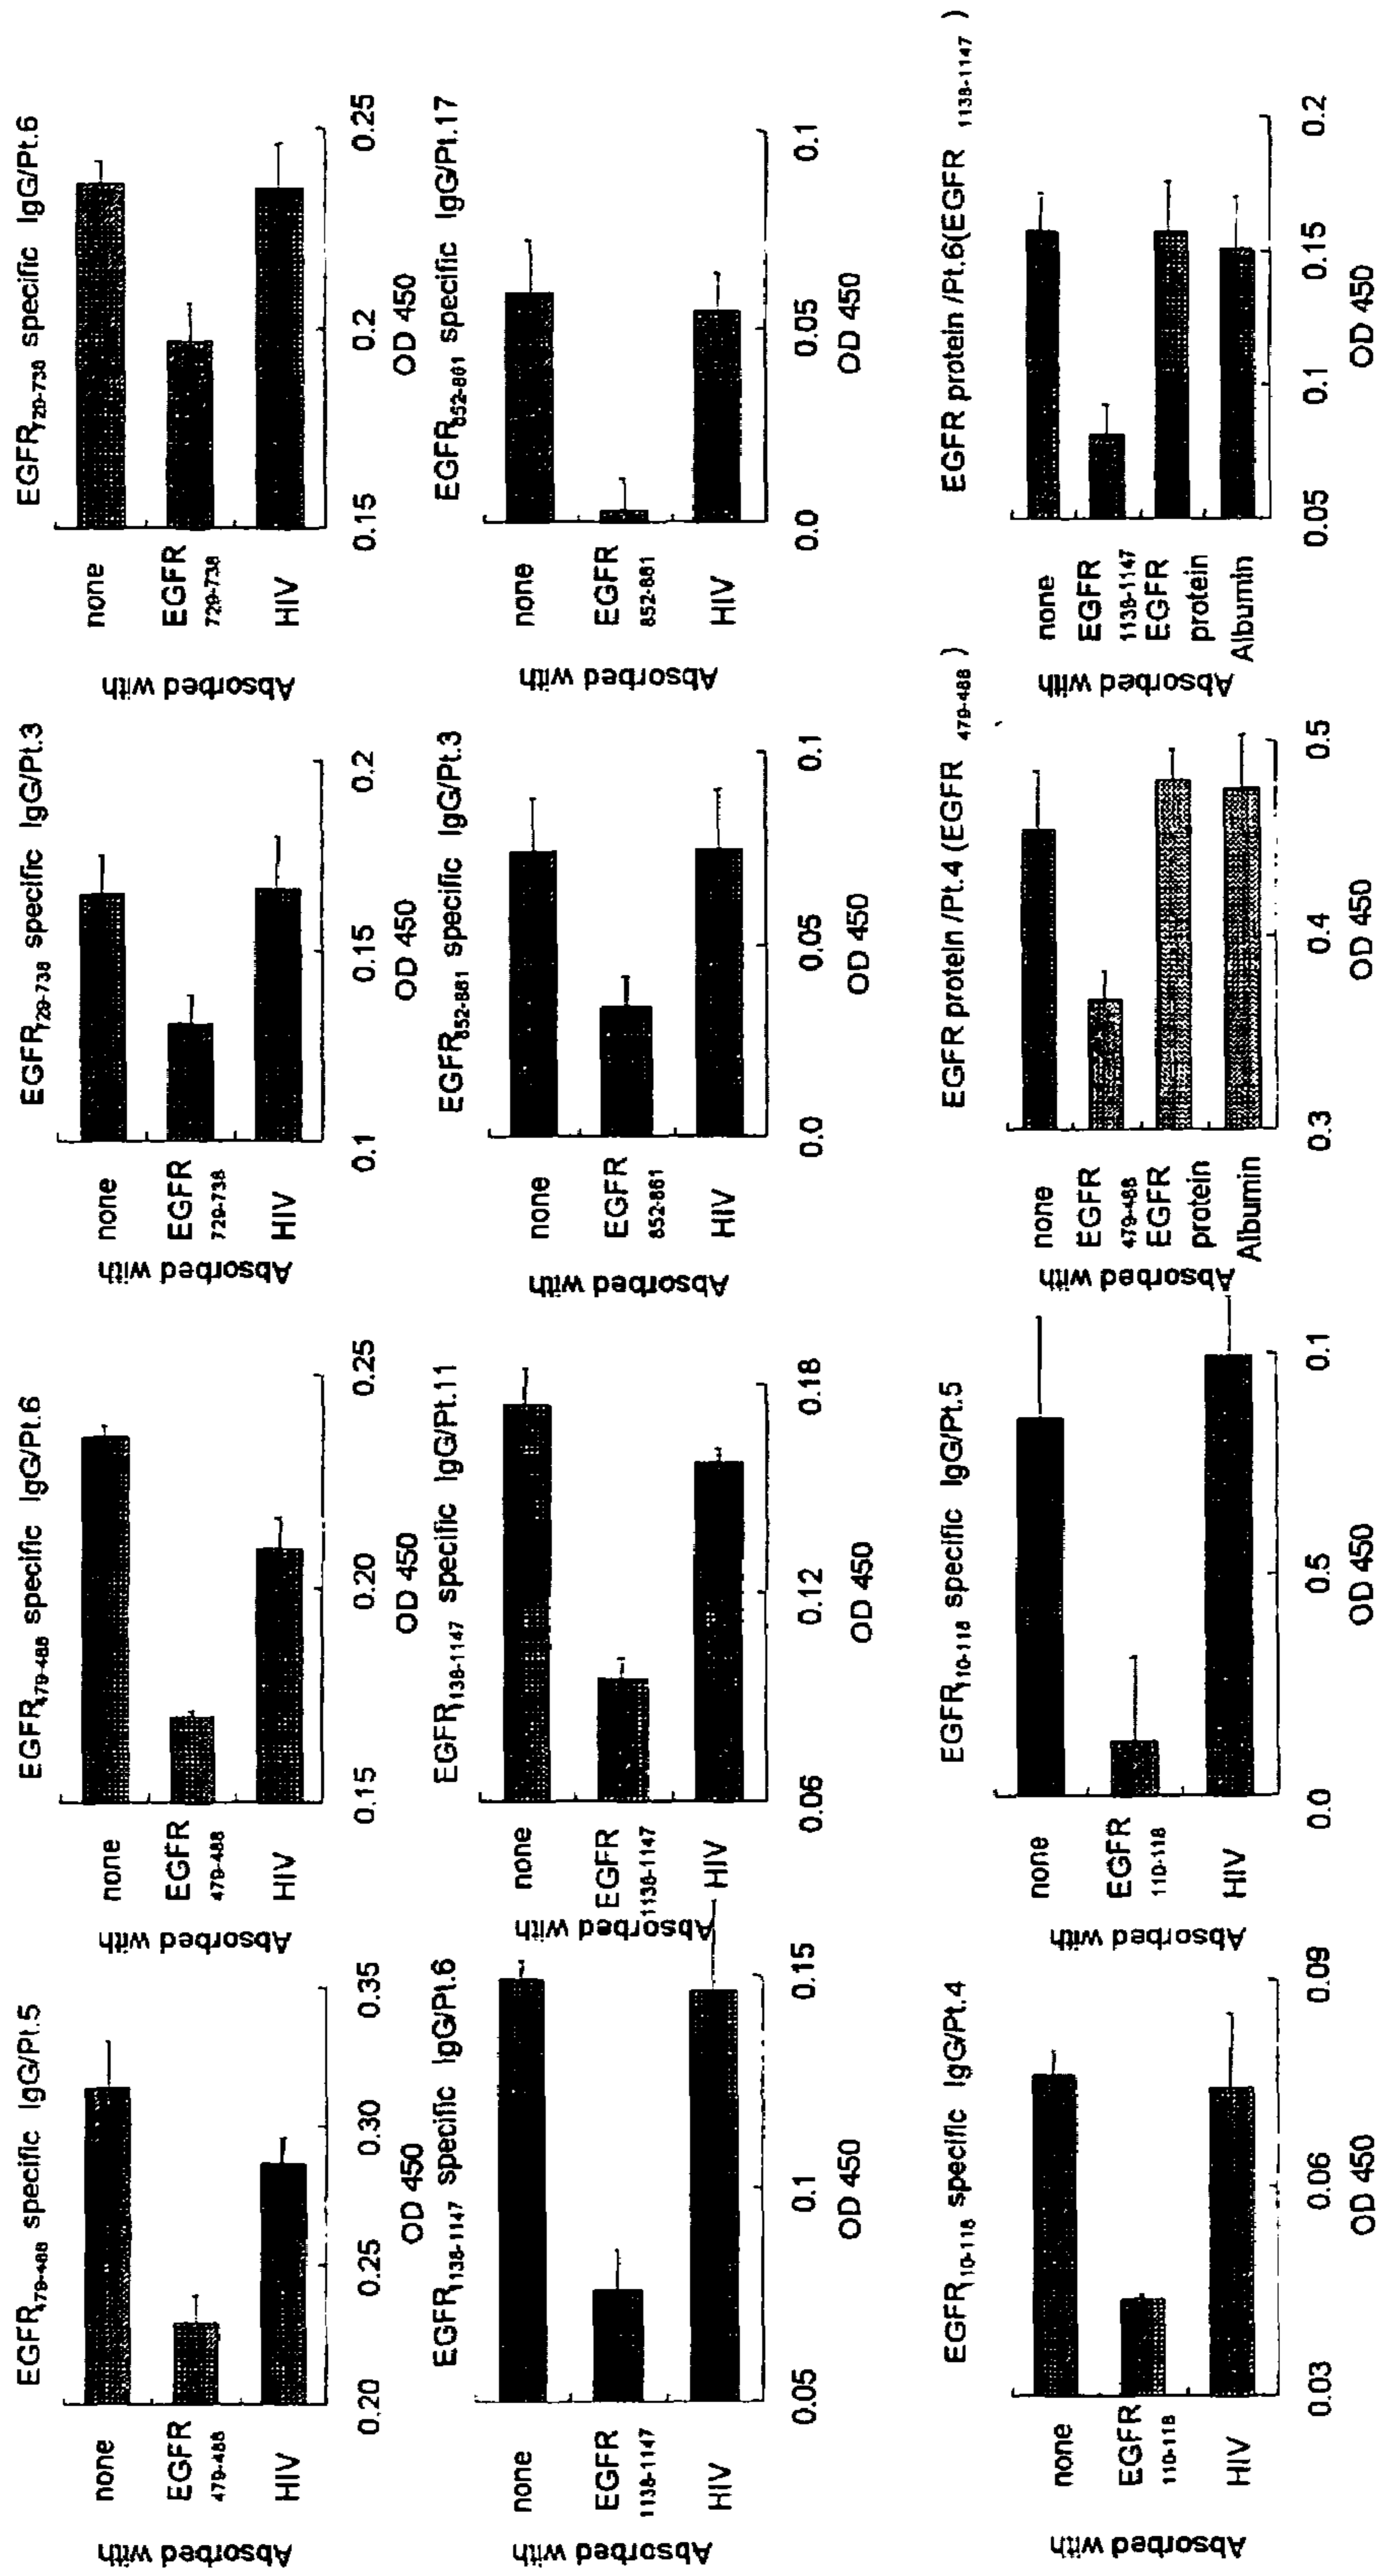 EGFR479-488 specific IgG/Pt.5
Absorbed with
none
EGFR
479-488
HIV
0.20
0.25
0.30
0.35
OD 450
EGFR479-488 specific IgG/Pt.6
Absorbed with
none
EGFR
479-488
HIV
0.15
0.20
0.25
OD 450
EGFR729-738 specific IgG/Pt.3
Absorbed with
none
EGFR
729-738
HIV
0.1
0.15
0.2
OD 450
EGFR729-738 specific IgG/Pt.6
Absorbed with
none
EGFR
729-738
HIV
0.15
0.2
0.25
OD 450
EGFR1138-1147 specific IgG/Pt.6
Absorbed with
none
EGFR
1138-1147
HIV
0.05
0.1
0.15
OD 450
EGFR1138-1147 specific IgG/Pt.11
Absorbed with
none
EGFR
1138-1147
HIV
0.06
0.12
0.18
OD 450
EGFR852-861 specific IgG/Pt.3
Absorbed with
none
EGFR
852-861
HIV
0.0
0.05
0.1
OD 450
EGFR852-861 specific IgG/Pt.17
Absorbed with
none
EGFR
852-861
HIV
0.0
0.05
0.1
OD 450
EGFR110-118 specific IgG/Pt.4
Absorbed with
none
EGFR
110-118
HIV
0.03
0.06
0.09
OD 450
EGFR110-118 specific IgG/Pt.5
Absorbed with
none
EGFR
110-118
HIV
0.0
0.5
0.1
OD 450
EGFR protein /Pt.4 (EGFR 479-488 )
Absorbed with
none
EGFR
479-488
EGFR
protein
Albumin
0.3
0.4
0.5
OD 450
EGFR protein /Pt.6(EGFR 1138-1147 )
Absorbed with
none
EGFR
1138-1147
EGFR
protein
Albumin
0.05
0.1
0.15
0.2
OD 450